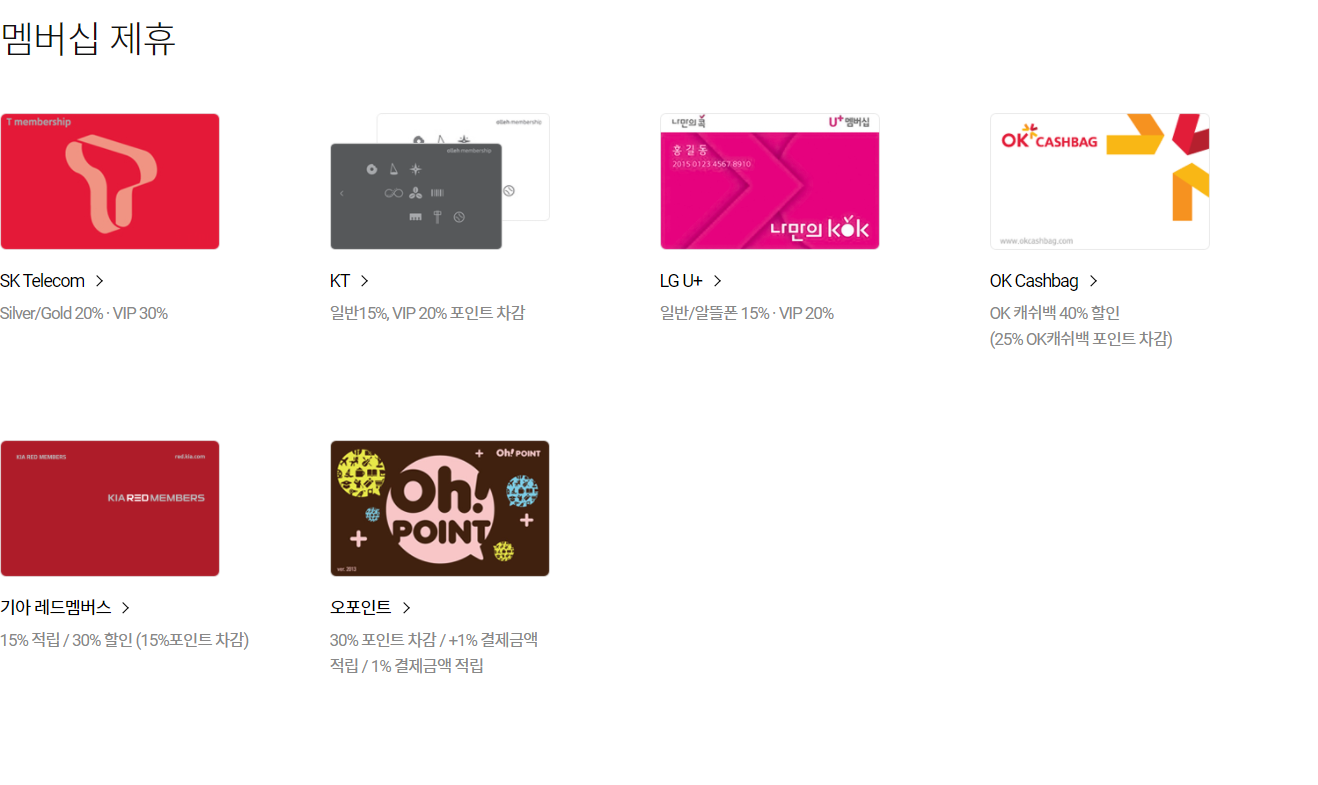 멤버십 제휴
T membership
olleh membership
olleh membership
나만의 콕
U+ 멤버십
홍길동
2015 0123 4567 8910
나만의 kok
OK CASHBAG
www.okcashbag.com
SK Telecom
KT
LG U+
OK Cashbag
Silver/Gold 20% · VIP 30%
일반15%, VIP 20% 포인트 차감
일반/알뜰폰 15% · VIP 20%
OK 캐쉬백 40% 할인
(25% OK캐쉬백 포인트 차감)
KIA RED MEMBERS
red.kia.com
KIA RED MEMBERS
Oh! POINT
Oh!
POINT
ver. 2013
기아 레드멤버스
오포인트
15% 적립 / 30% 할인 (15%포인트 차감)
30% 포인트 차감 / +1% 결제금액
적립 / 1% 결제금액 적립